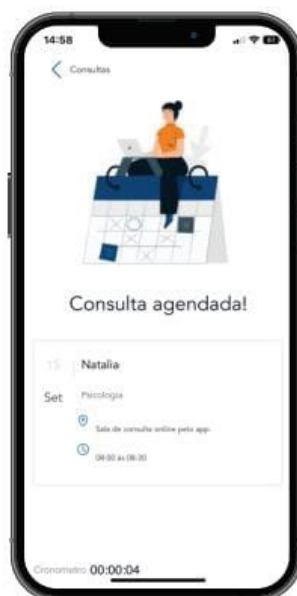 14:58
Consultas
Consulta agendada!
15 Natalia
Set Psicologia
Sala de consulta online pelo app
08:00 às 08:30
Cronometro 00:00:04